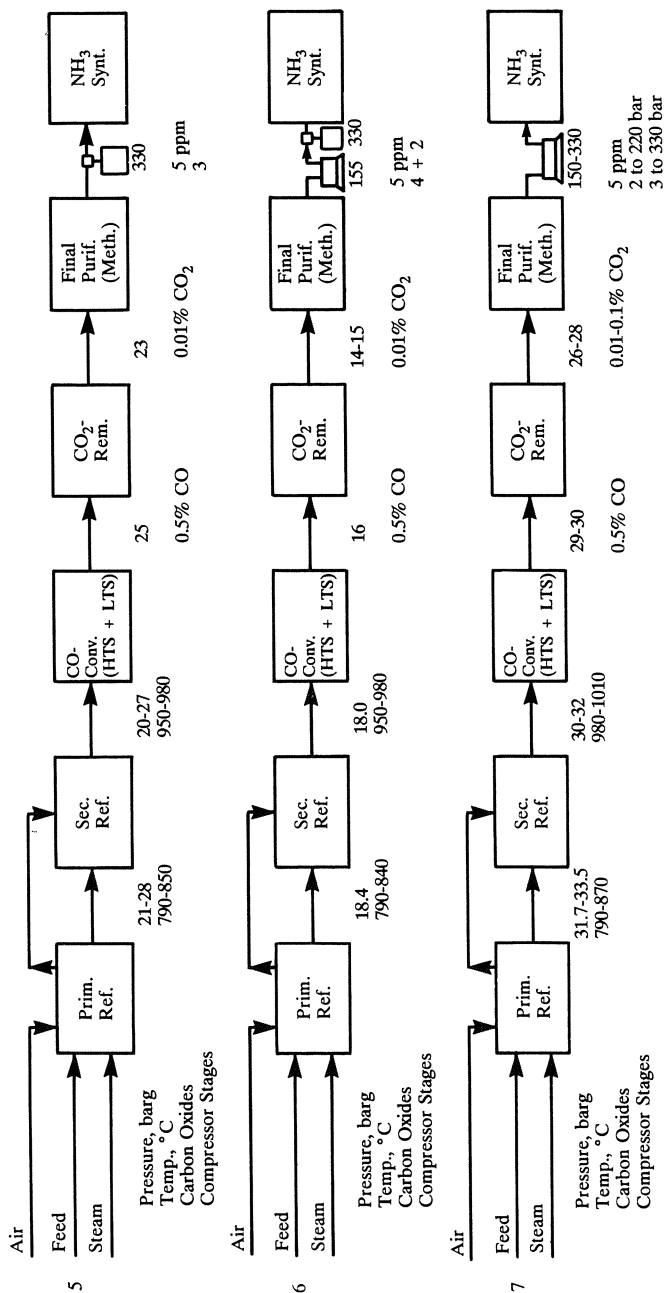 5
Air
Feed
Steam
Prim.
Ref.
Sec.
Ref.
CO-
Conv.
(HTS + LTS)
CO2-
Rem.
Final
Purif.
(Meth.)
NH3
Synt.
330
Pressure, barg
Temp., °C
Carbon Oxides
Compressor Stages
21-28
790-850
20-27
950-980
25
0.5% CO
23
0.01% CO2
5 ppm
3
6
Air
Feed
Steam
Prim.
Ref.
Sec.
Ref.
CO-
Conv.
(HTS + LTS)
CO2-
Rem.
Final
Purif.
(Meth.)
NH3
Synt.
155
330
Pressure, barg
Temp., °C
Carbon Oxides
Compressor Stages
18.4
790-840
18.0
950-980
16
0.5% CO
14-15
0.01% CO2
5 ppm
4 + 2
7
Air
Feed
Steam
Prim.
Ref.
Sec.
Ref.
CO-
Conv.
(HTS + LTS)
CO2-
Rem.
Final
Purif.
(Meth.)
NH3
Synt.
150-330
Pressure, barg
Temp., °C
Carbon Oxides
Compressor Stages
31.7-33.5
790-870
30-32
980-1010
29-30
0.5% CO
26-28
0.01-0.1% CO2
5 ppm
2 to 220 bar
3 to 330 bar